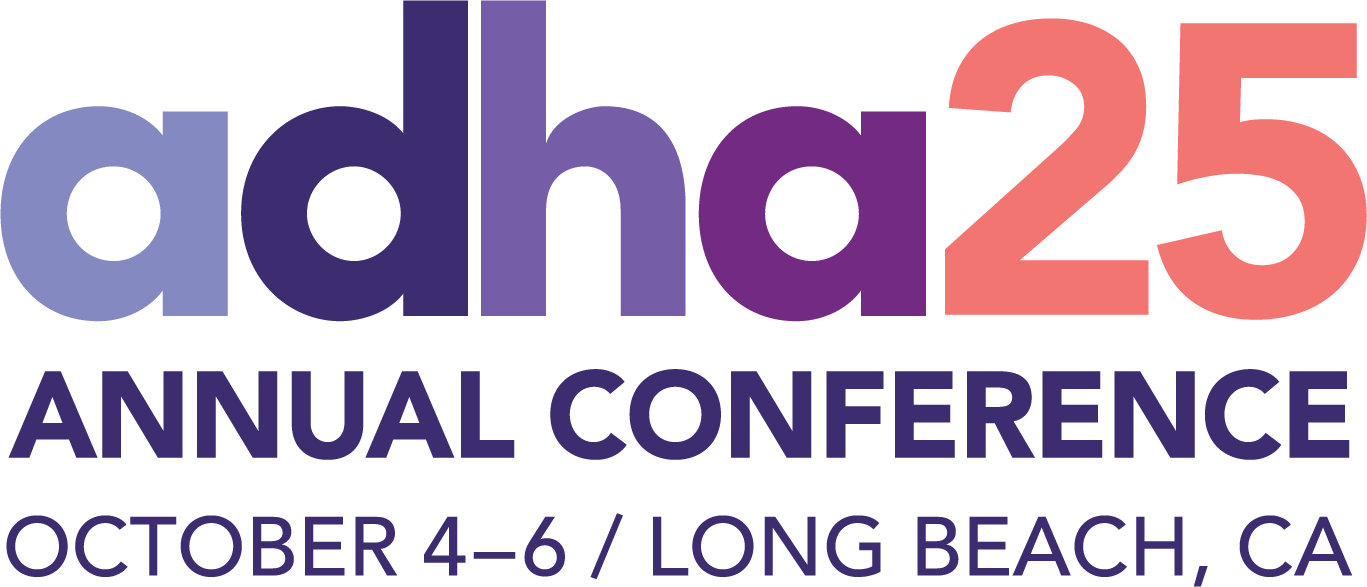 adha25
ANNUAL CONFERENCE
OCTOBER 4–6 / LONG BEACH, CA